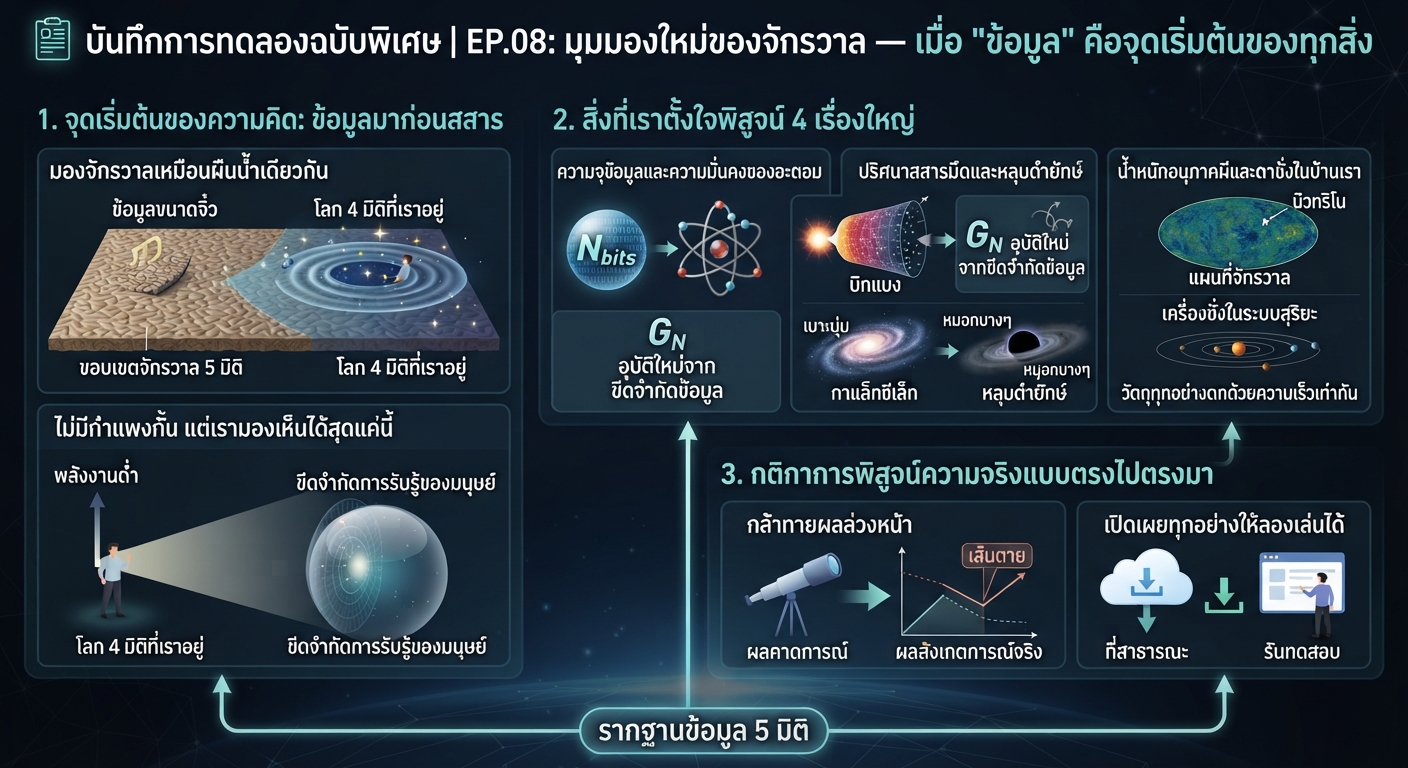 บันทึกการทดลองฉบับพิเศษ | EP.08: มุมมองใหม่ของจักรวาล — เมื่อ "ข้อมูล" คือจุดเริ่มต้นของทุกสิ่ง
1. จุดเริ่มต้นของความคิด: ข้อมูลมาก่อนสสาร
มองจักรวาลเหมือนผืนน้ำเดียวกัน
ข้อมูลขนาดจิ๋ว
โลก 4 มิติที่เราอยู่
ขอบเขตจักรวาล 5 มิติ
โลก 4 มิติที่เราอยู่
ไม่มีกำแพงกั้น แต่เรามองเห็นได้สุดแค่นี้
พลังงานต่ำ
ขีดจำกัดการรับรู้ของมนุษย์
โลก 4 มิติที่เราอยู่
ขีดจำกัดการรับรู้ของมนุษย์
2. สิ่งที่เราตั้งใจพิสูจน์ 4 เรื่องใหญ่
ความจุข้อมูลและความมั่นคงของอะตอม
Nbits
GN
อุบัติใหม่จาก
ขีดจำกัดข้อมูล
ปริศนาสสารมืดและหลุมดำยักษ์
บิกแบง
GN อุบัติใหม่
จากขีดจำกัดข้อมูล
เบาะบุ่ม
หมอกบางๆ
กาแล็กซีเล็ก
หมอกบางๆ
หลุมดำยักษ์
น้ำหนักอนุภาคผีและตาชั่งในบ้านเรา
นิวทริโน
แผนที่จักรวาล
เครื่องชั่งในระบบสุริยะ
วัตถุทุกอย่างตกด้วยความเร็วเท่ากัน
3. กติกาการพิสูจน์ความจริงแบบตรงไปตรงมา
กล้าทายผลล่วงหน้า
เส้นตาย
ผลคาดการณ์
ผลสังเกตการณ์จริง
เปิดเผยทุกอย่างให้ลองเล่นได้
ที่สาธารณะ
รันทดสอบ
รากฐานข้อมูล 5 มิติ